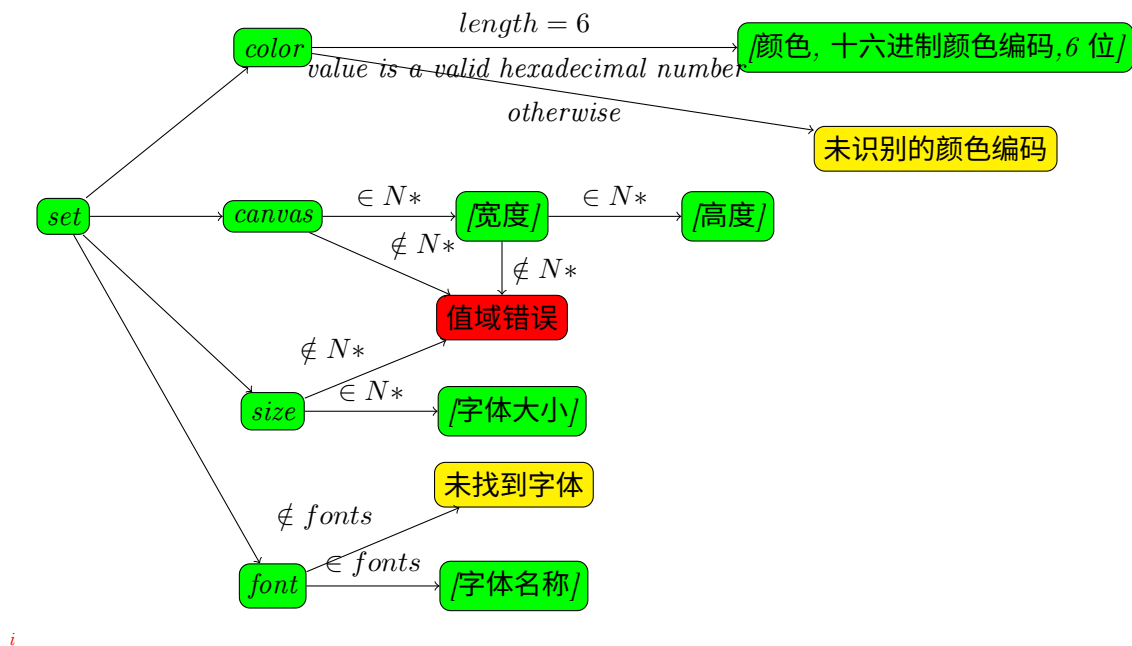 length = 6
color
[颜色, 十六进制颜色编码,6 位]
value is a valid hexadecimal number
otherwise
未识别的颜色编码
set
canvas
∈ N*
[宽度]
∈ N*
[高度]
∉ N*
∉ N*
值域错误
∉ N*
∈ N*
size
[字体大小]
未找到字体
∉ fonts
∈ fonts
font
[字体名称]
i